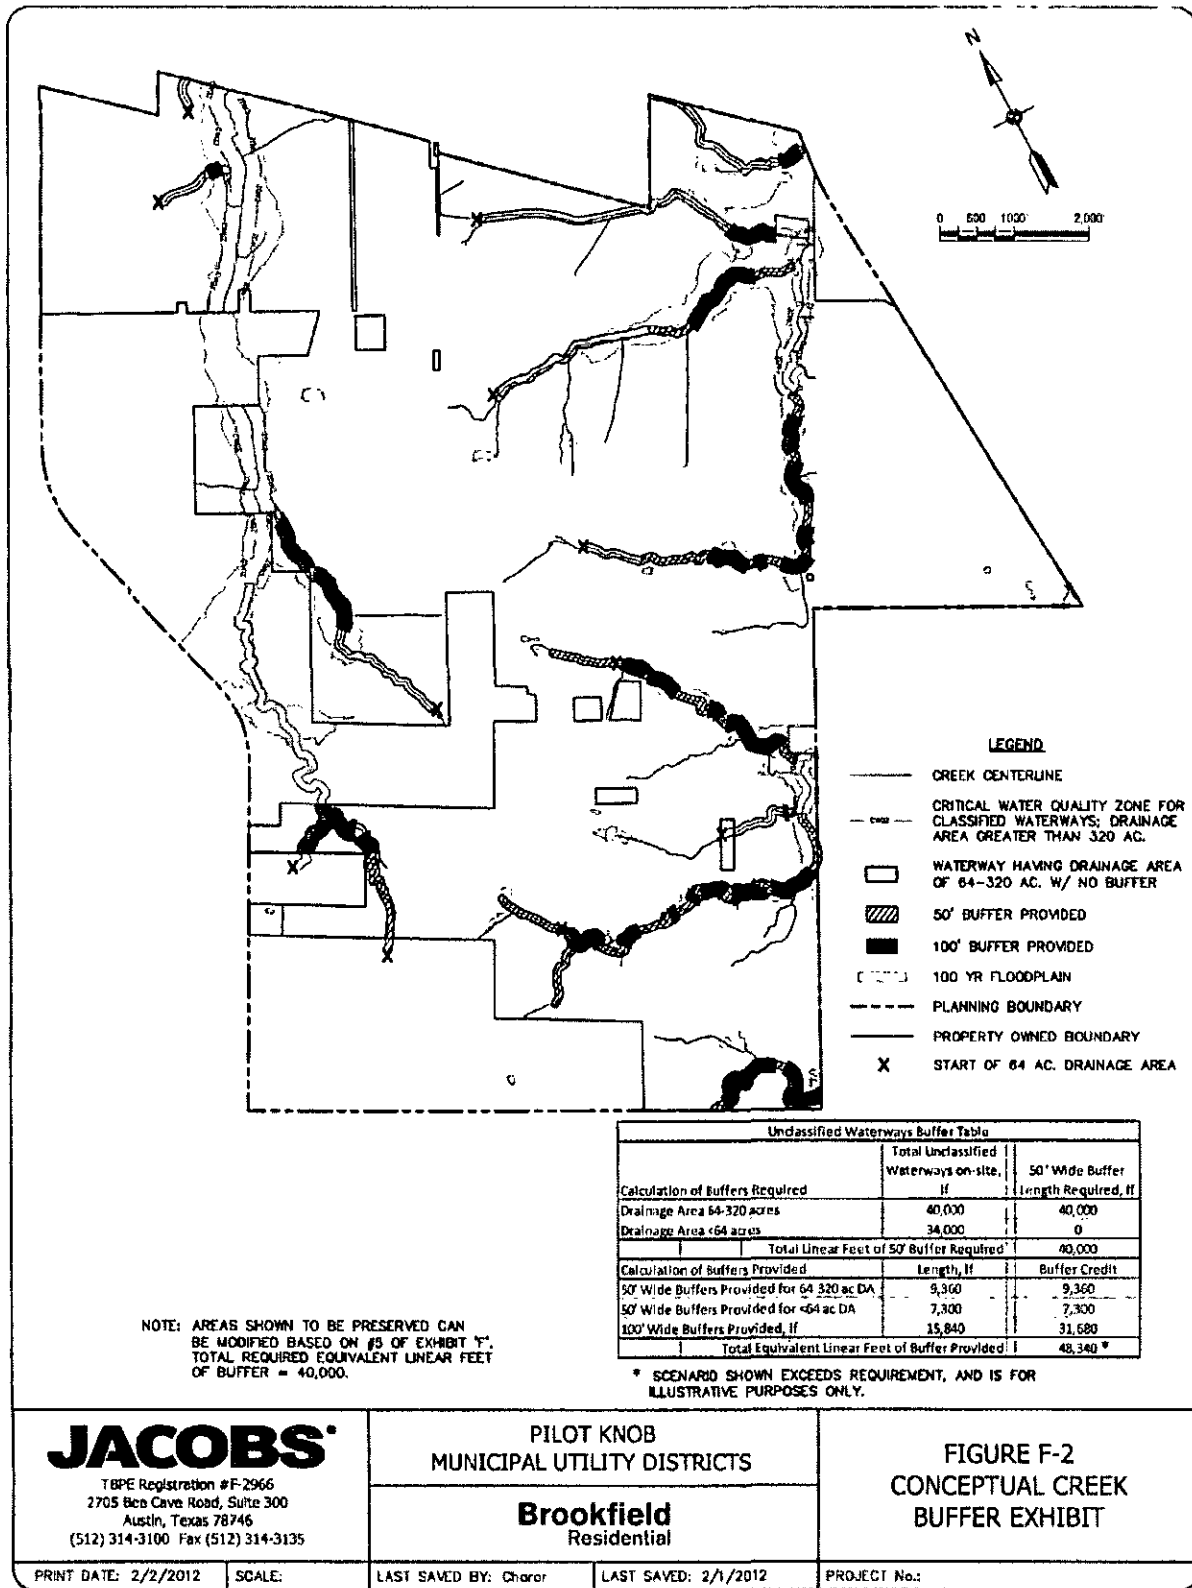 N
0 500 1000' 2,000'
LEGEND
CREEK CENTERLINE
CRITICAL WATER QUALITY ZONE FOR
CLASSIFIED WATERWAYS; DRAINAGE
AREA GREATER THAN 320 AC.
WATERWAY HAVING DRAINAGE AREA
OF 64-320 AC. W/ NO BUFFER
50' BUFFER PROVIDED
100' BUFFER PROVIDED
100 YR FLOODPLAIN
PLANNING BOUNDARY
PROPERTY OWNED BOUNDARY
X START OF 64 AC. DRAINAGE AREA
Unclassified Waterways Buffer Table
Calculation of Buffers Required Total Unclassified Waterways on-site, lf 50' Wide Buffer Length Required, lf
Drainage Area 64-320 acres 40,000 40,000
Drainage Area <64 acres 34,000 0
Total Linear Feet of 50' Buffer Required 40,000
Calculation of Buffers Provided Length, lf Buffer Credit
50' Wide Buffers Provided for 64-320 ac DA 9,360 9,360
50' Wide Buffers Provided for <64 ac DA 7,300 7,300
100' Wide Buffers Provided, lf 15,840 31,680
Total Equivalent Linear Feet of Buffer Provided 48,340 *
NOTE: AREAS SHOWN TO BE PRESERVED CAN
BE MODIFIED BASED ON #5 OF EXHIBIT "F".
TOTAL REQUIRED EQUIVALENT LINEAR FEET
OF BUFFER = 40,000.
* SCENARIO SHOWN EXCEEDS REQUIREMENT, AND IS FOR
ILLUSTRATIVE PURPOSES ONLY.
JACOBS
TBPE Registration #F-2966
2705 Bee Cave Road, Suite 300
Austin, Texas 78746
(512) 314-3100 Fax (512) 314-3135
PILOT KNOB
MUNICIPAL UTILITY DISTRICTS
Brookfield
Residential
FIGURE F-2
CONCEPTUAL CREEK
BUFFER EXHIBIT
PRINT DATE: 2/2/2012 SCALE: LAST SAVED BY: Charor LAST SAVED: 2/1/2012 PROJECT No.: